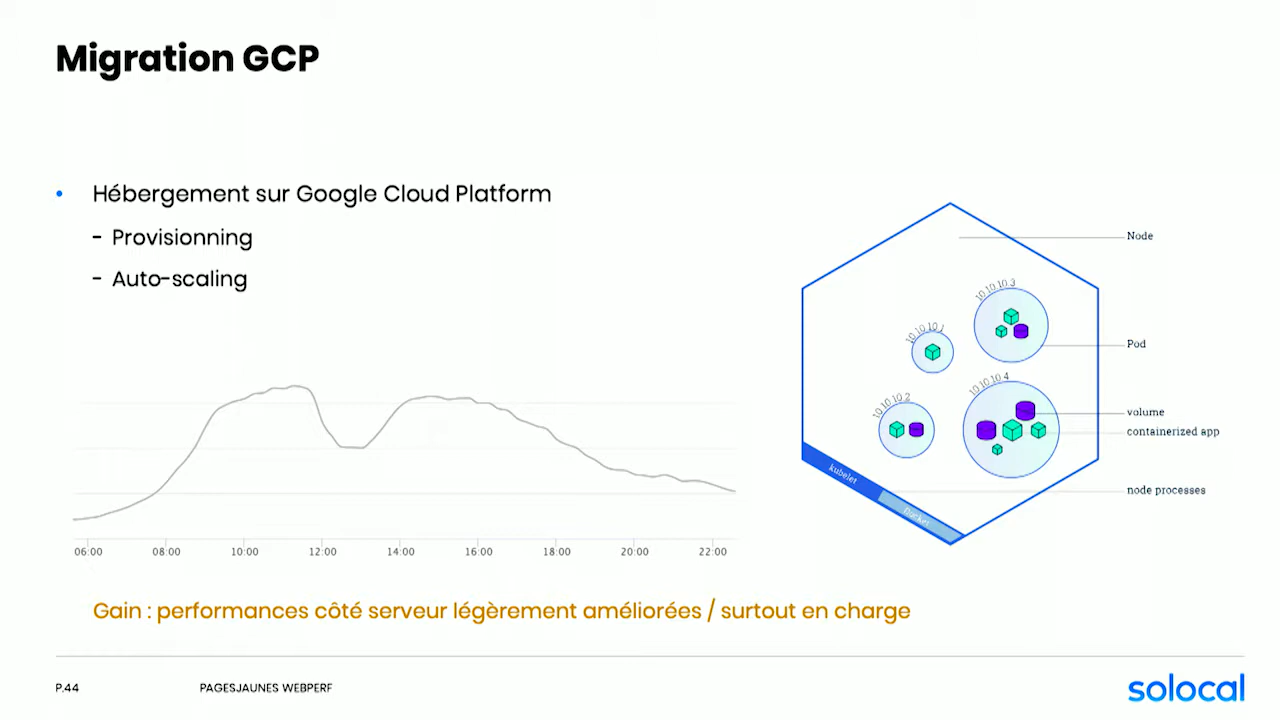 Migration GCP
• Hébergement sur Google Cloud Platform
- Provisionning
- Auto-scaling
06:00 08:00 10:00 12:00 14:00 16:00 18:00 20:00 22:00
10.10.10.1
10.10.10.2
10.10.10.3
10.10.10.4
Node
Pod
volume
containerized app
node processes
kubelet
Gain : performances côté serveur légèrement améliorées / surtout en charge
P.44 PAGESJAUNES WEBPERF
solocal